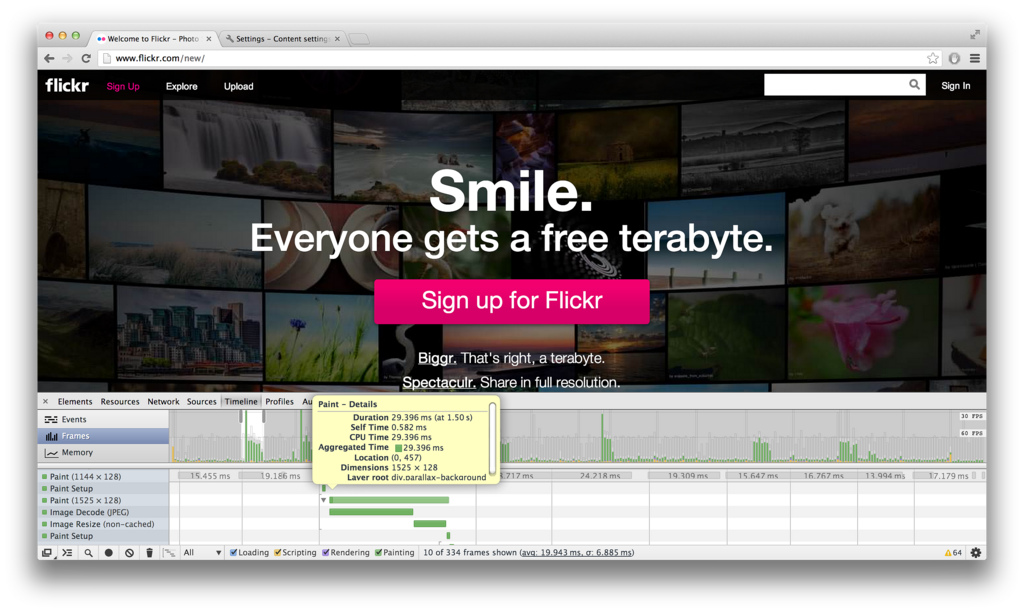 Welcome to Flickr – Photo
Settings – Content settings
www.flickr.com/new/
flickr Sign Up Explore Upload Sign In
Smile.
Everyone gets a free terabyte.
Sign up for Flickr
Biggr. That's right, a terabyte.
Spectaculr. Share in full resolution.
Elements Resources Network Sources Timeline Profiles Au
Paint – Details
Duration 29.396 ms (at 1.50 s)
Self Time 0.582 ms
CPU Time 29.396 ms
Aggregated Time 29.396 ms
Location (0, 457)
Dimensions 1525 × 128
Layer root div.parallax-background
Events
Frames
Memory
30 FPS
60 FPS
15.455 ms 19.186 ms .717 ms 24.218 ms 19.309 ms 15.647 ms 16.767 ms 13.994 ms 17.179 ms
Paint (1144 × 128)
Paint Setup
Paint (1525 × 128)
Image Decode (JPEG)
Image Resize (non-cached)
Paint Setup
All Loading Scripting Rendering Painting 10 of 334 frames shown (avg: 19.943 ms, σ: 6.885 ms) 64